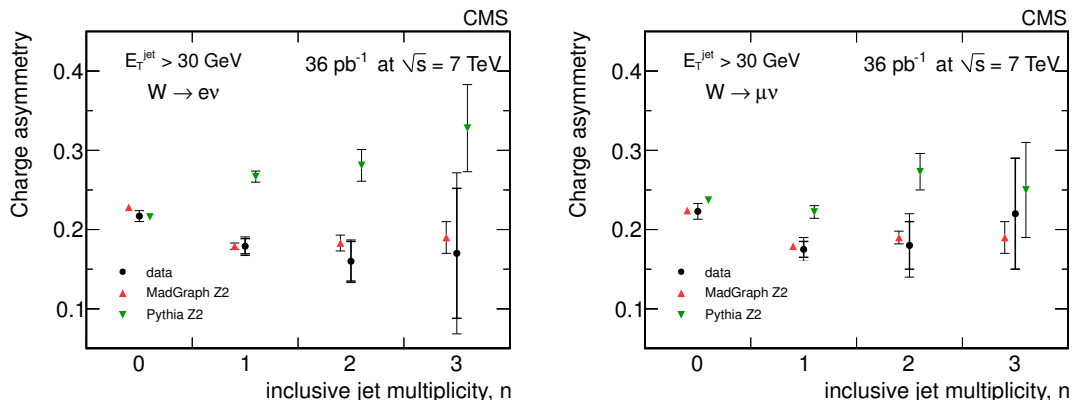 CMS
E_T^jet > 30 GeV
36 pb⁻¹ at √s = 7 TeV
W → eν
Charge asymmetry
0.4
0.3
0.2
0.1
data
MadGraph Z2
Pythia Z2
0 1 2 3
inclusive jet multiplicity, n
CMS
E_T^jet > 30 GeV
36 pb⁻¹ at √s = 7 TeV
W → μν
Charge asymmetry
0.4
0.3
0.2
0.1
data
MadGraph Z2
Pythia Z2
0 1 2 3
inclusive jet multiplicity, n